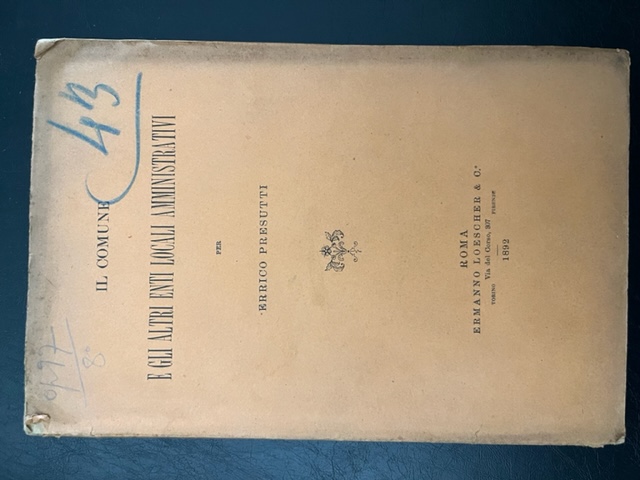 43
IL COMUNE
E GLI ALTRI ENTI LOCALI AMMINISTRATIVI
PER
ERRICO PRESUTTI
ROMA
ERMANNO LOESCHER & C.º
Via del Corso, 307
TORINO — FIRENZE
1892